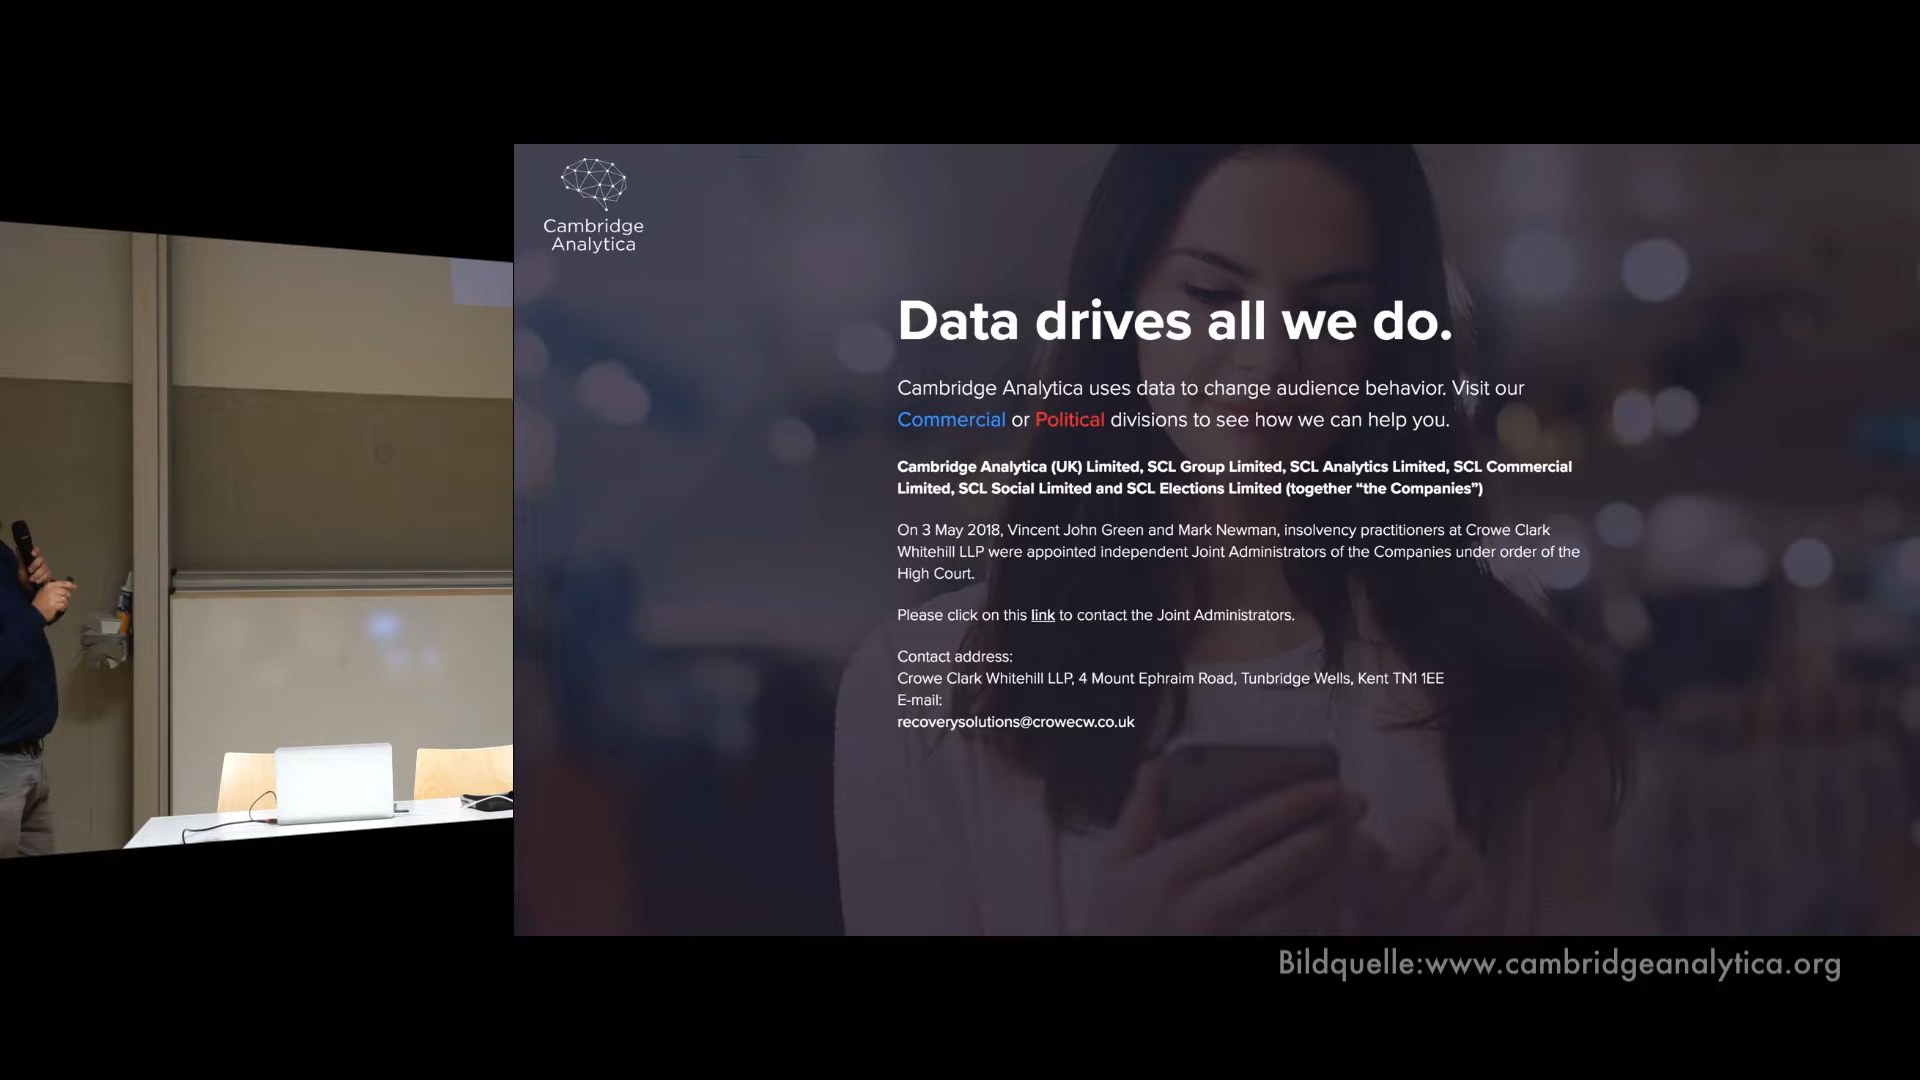 Cambridge
Analytica
Data drives all we do.
Cambridge Analytica uses data to change audience behavior. Visit our
Commercial or Political divisions to see how we can help you.
Cambridge Analytica (UK) Limited, SCL Group Limited, SCL Analytics Limited, SCL Commercial
Limited, SCL Social Limited and SCL Elections Limited (together “the Companies”)
On 3 May 2018, Vincent John Green and Mark Newman, insolvency practitioners at Crowe Clark
Whitehill LLP were appointed independent Joint Administrators of the Companies under order of the
High Court.
Please click on this link to contact the Joint Administrators.
Contact address:
Crowe Clark Whitehill LLP, 4 Mount Ephraim Road, Tunbridge Wells, Kent TN1 1EE
E-mail:
recoverysolutions@crowecw.co.uk
Bildquelle:www.cambridgeanalytica.org